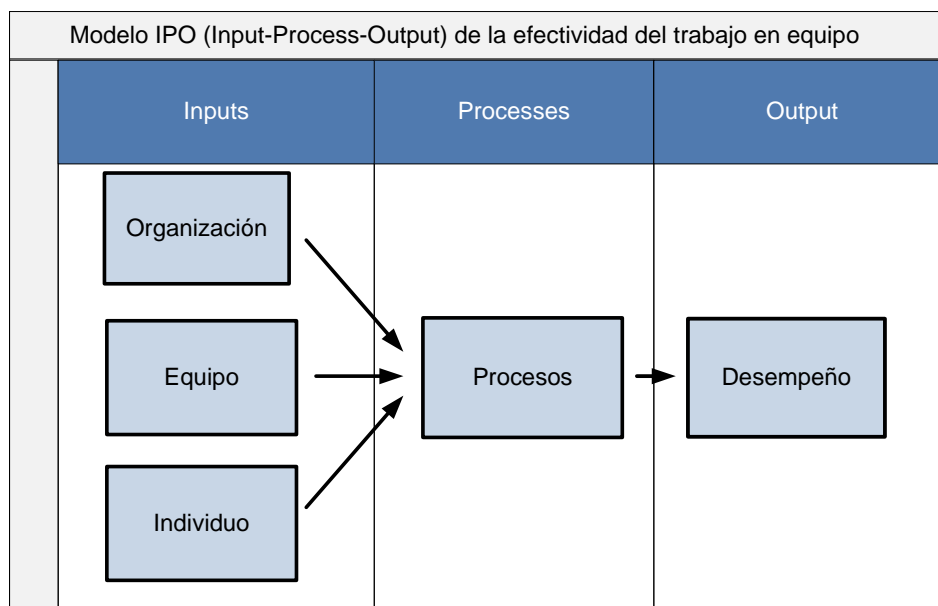 Modelo IPO (Input-Process-Output) de la efectividad del trabajo en equipo
Inputs
Processes
Output
Organización
Equipo
Procesos
Desempeño
Individuo